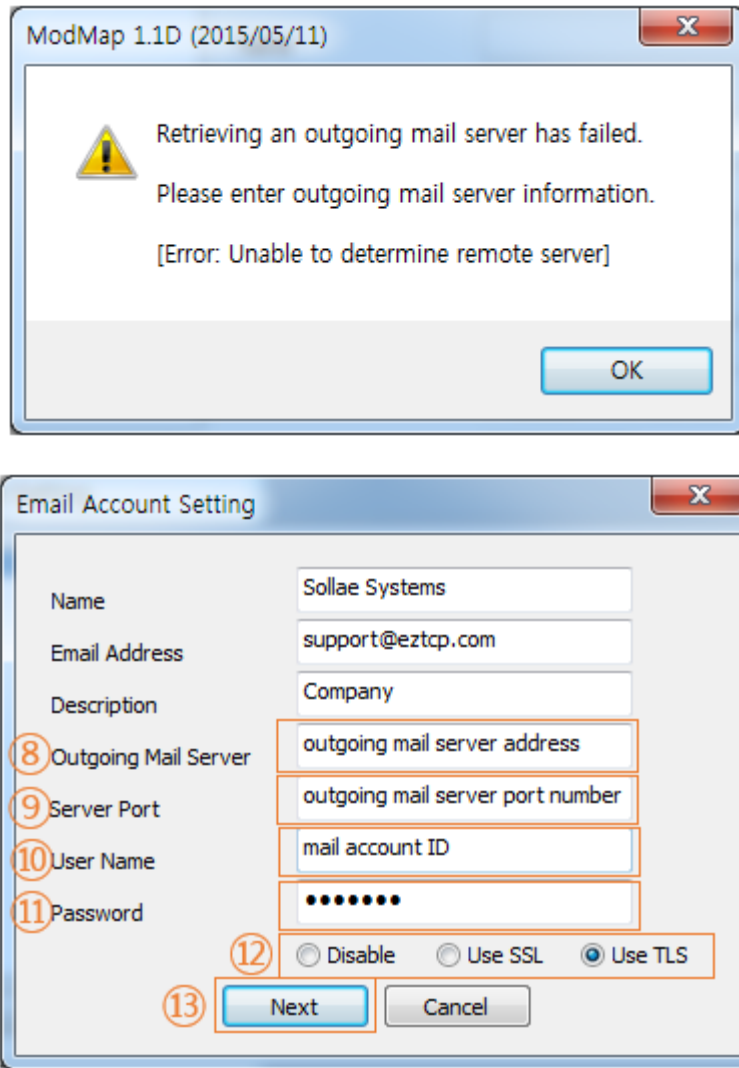 ModMap 1.1D (2015/05/11)
Retrieving an outgoing mail server has failed.
Please enter outgoing mail server information.
[Error: Unable to determine remote server]
OK
Email Account Setting
Name Sollae Systems
Email Address support@eztcp.com
Description Company
⑧ Outgoing Mail Server outgoing mail server address
⑨ Server Port outgoing mail server port number
⑩ User Name mail account ID
⑪ Password •••••••
⑫ Disable Use SSL Use TLS
⑬ Next Cancel